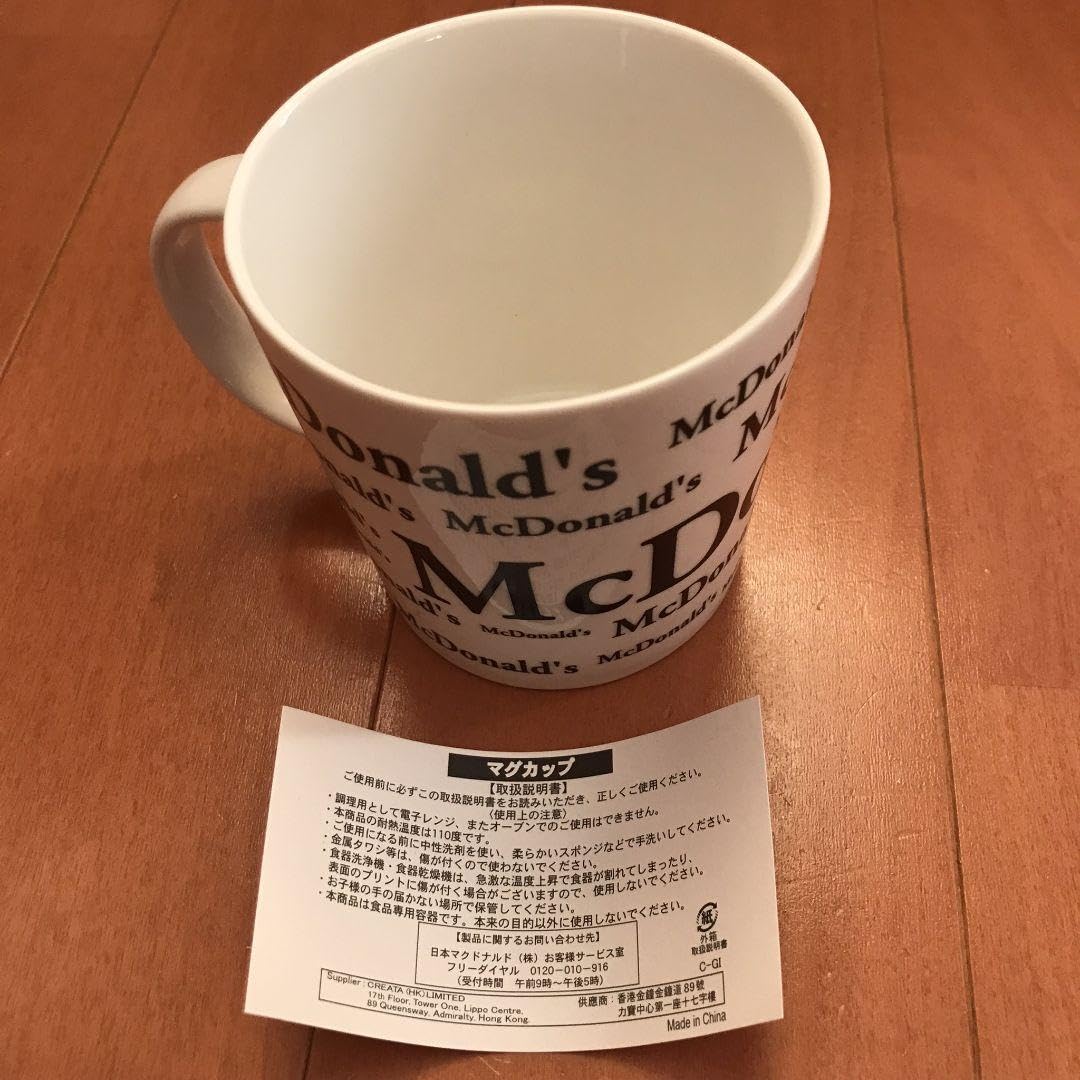 Donald's
McDona
Mc
nald's
McDonald's
McDo
ld's
McDon
McDonald's
cDonald's
McDonald's
マグカップ
【取扱説明書】
ご使用前に必ずこの取扱説明書をお読みいただき、正しくご使用ください。
〈使用上の注意〉
・調理用として電子レンジ、またオーブンでのご使用はできません。
・本商品の耐熱温度は110度です。
・ご使用になる前に中性洗剤を使い、柔らかいスポンジなどで手洗いしてください。
・金属タワシ等は、傷が付くので使わないでください。
・食器洗浄機・食器乾燥機は、急激な温度上昇で食器が割れてしまったり、
表面のプリントに傷が付く場合がございますので、使用しないでください。
・お子様の手の届かない場所で保管してください。
・本商品は食品専用容器です。本来の目的以外に使用しないでください。
【製品に関するお問い合わせ先】
日本マクドナルド（株）お客様サービス室
フリーダイヤル 0120-010-916
（受付時間 午前9時〜午後5時）
紙
外箱
取扱説明書
C-GI
Supplier : CREATA (HK) LIMITED
17th Floor, Tower One, Lippo Centre,
89 Queensway, Admiralty, Hong Kong.
供應商：香港金鐘金鐘道89號
力寶中心第一座十七字樓
Made in China